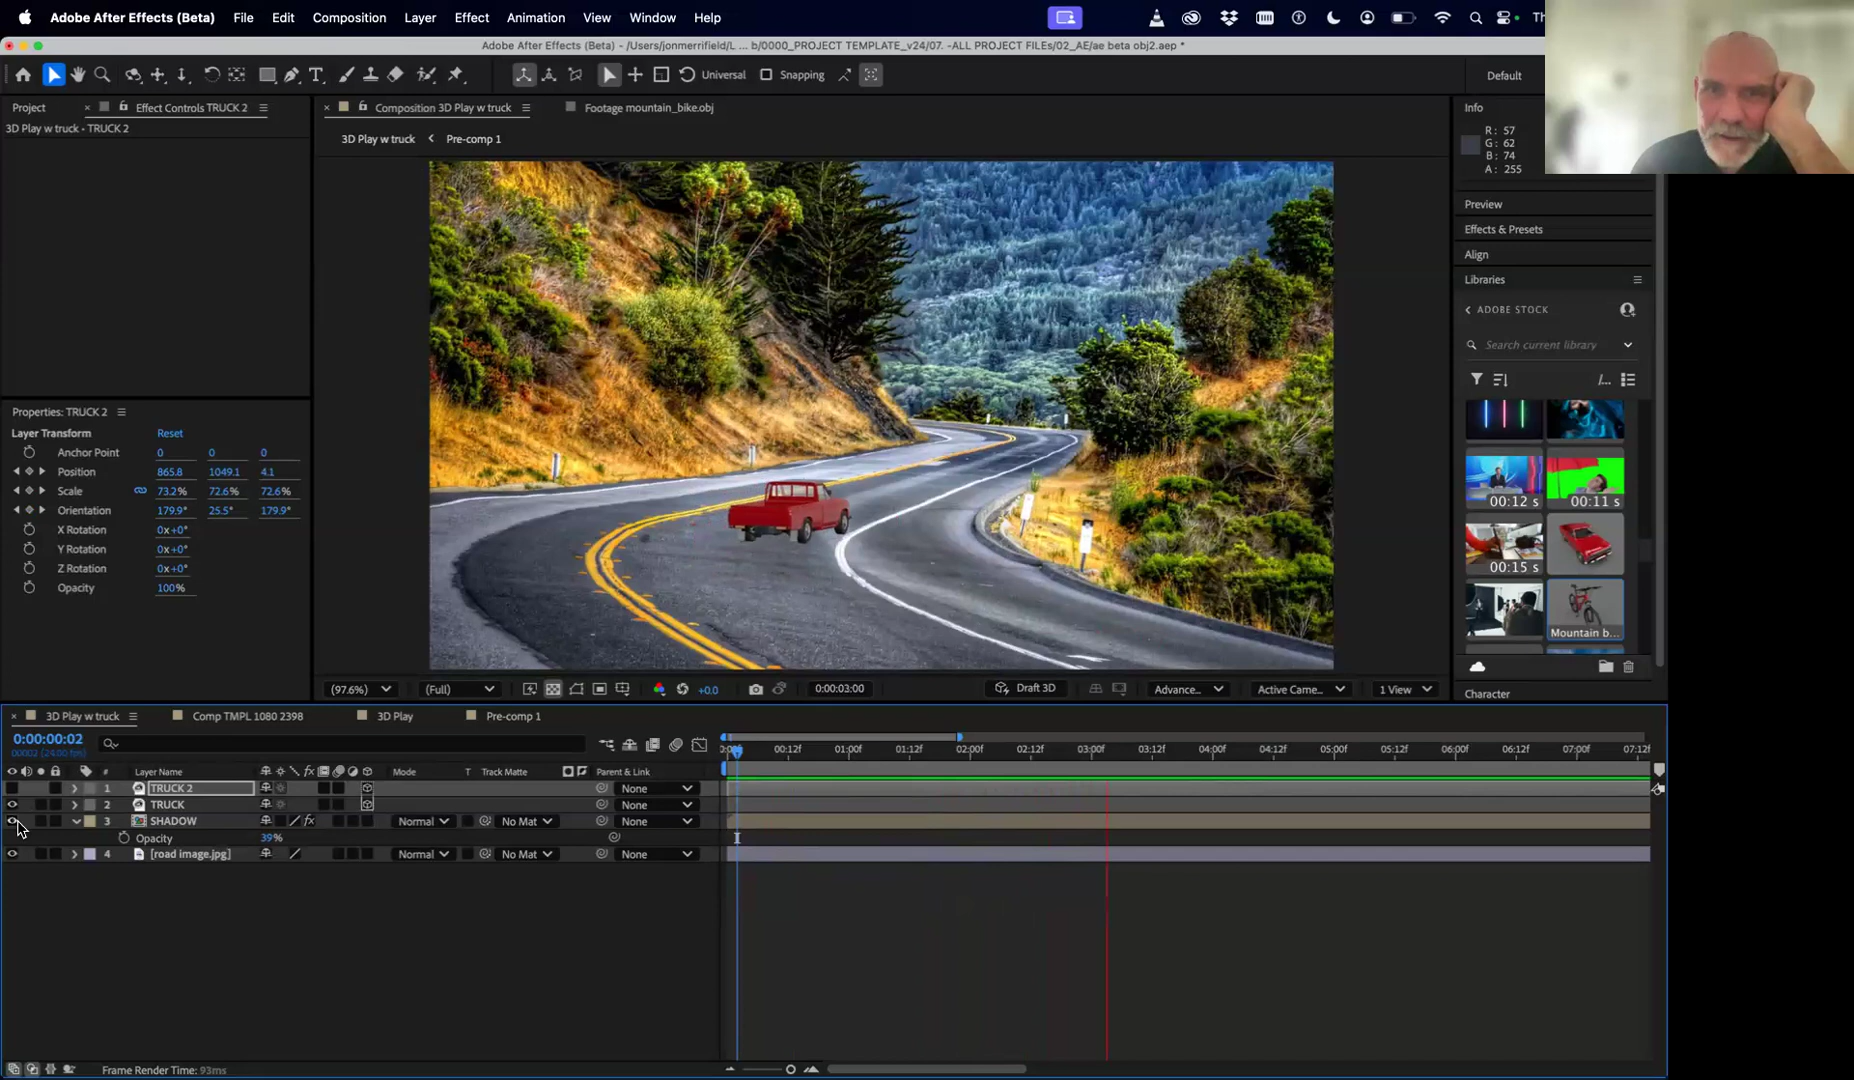 Adobe After Effects (Beta) File Edit Composition Layer Effect Animation View Window Help
Adobe After Effects (Beta) - /Users/jonmerrifield/L ... b/0000_PROJECT TEMPLATE_v24/07. -ALL PROJECT FILEs/02_AE/ae beta obj2.aep *
Universal Snapping Default
Project Effect Controls TRUCK 2
3D Play w truck - TRUCK 2
Composition 3D Play w truck Footage mountain_bike.obj
3D Play w truck Pre-comp 1
Info
R: 57
G: 62
B: 74
A: 255
Preview
Effects & Presets
Align
Libraries
ADOBE STOCK
Search current library
00:12 s 00:11 s
00:15 s
Mountain b...
Character
Properties: TRUCK 2
Layer Transform Reset
Anchor Point 0 0 0
Position 865.8 1049.1 4.1
Scale 73.2% 72.6% 72.6%
Orientation 179.9° 25.5° 179.9°
X Rotation 0x+0°
Y Rotation 0x+0°
Z Rotation 0x+0°
Opacity 100%
(97.6%) (Full) +0.0 0:00:03:00 Draft 3D Advance... Active Came... 1 View
3D Play w truck Comp TMPL 1080 2398 3D Play Pre-comp 1
0:00:00:02
00002 (24.00 fps)
00:12f 01:00f 01:12f 02:00f 02:12f 03:00f 03:12f 04:00f 04:12f 05:00f 05:12f 06:00f 06:12f 07:00f 07:12f
# Layer Name fx Mode T Track Matte Parent & Link
1 TRUCK 2 None
2 TRUCK None
3 SHADOW fx Normal No Mat None
Opacity 39%
4 [road image.jpg] Normal No Mat None
Frame Render Time: 93ms